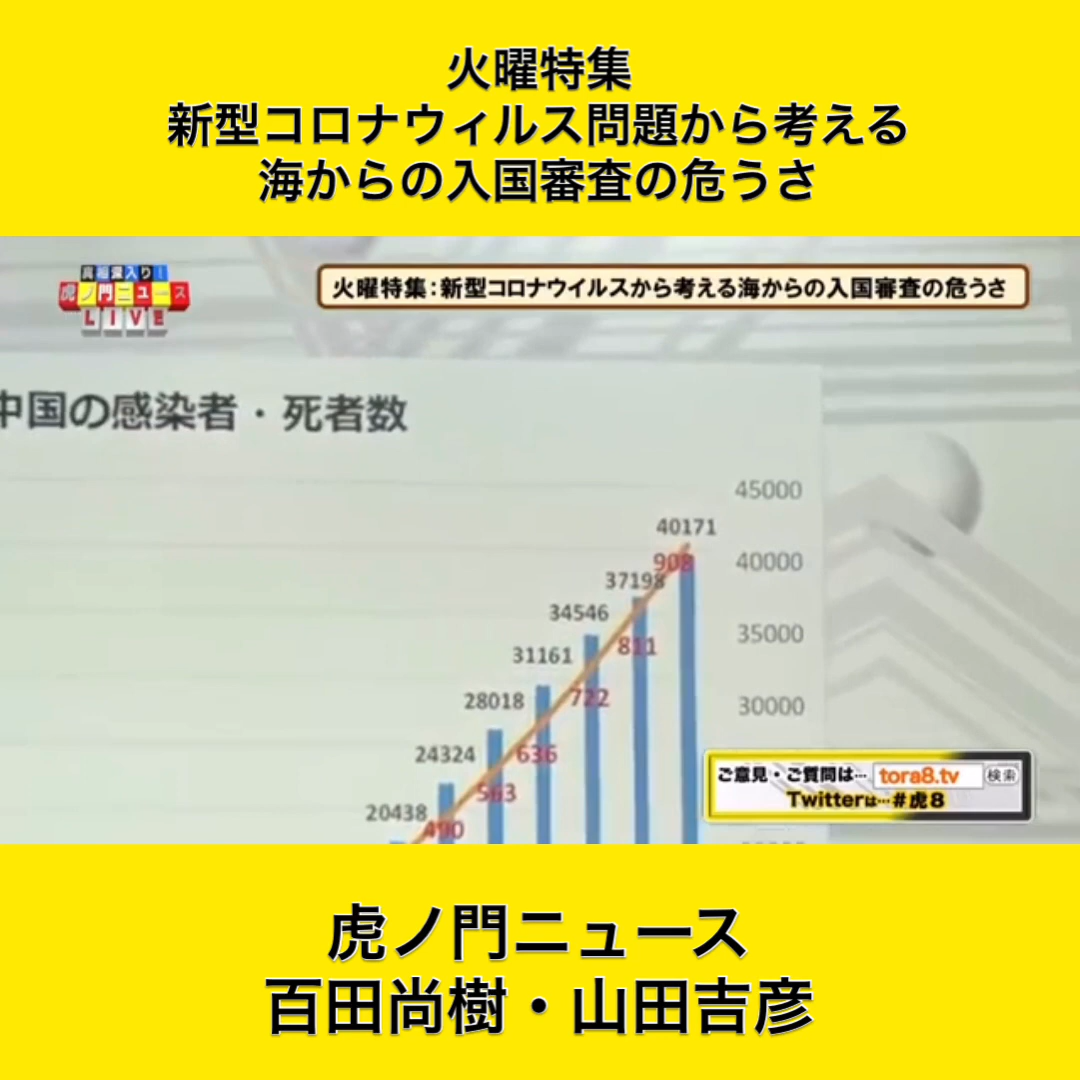 火曜特集
新型コロナウィルス問題から考える
海からの入国審査の危うさ
真相深入り!
虎ノ門ニュース
LIVE
火曜特集:新型コロナウイルスから考える海からの入国審査の危うさ
中国の感染者・死者数
45000
40171
908
40000
37198
34546
811
35000
31161
722
28018
30000
24324
636
563
20438
490
ご意見・ご質問は… tora8.tv 検索
Twitterは…#虎8
虎ノ門ニュース
百田尚樹・山田吉彦